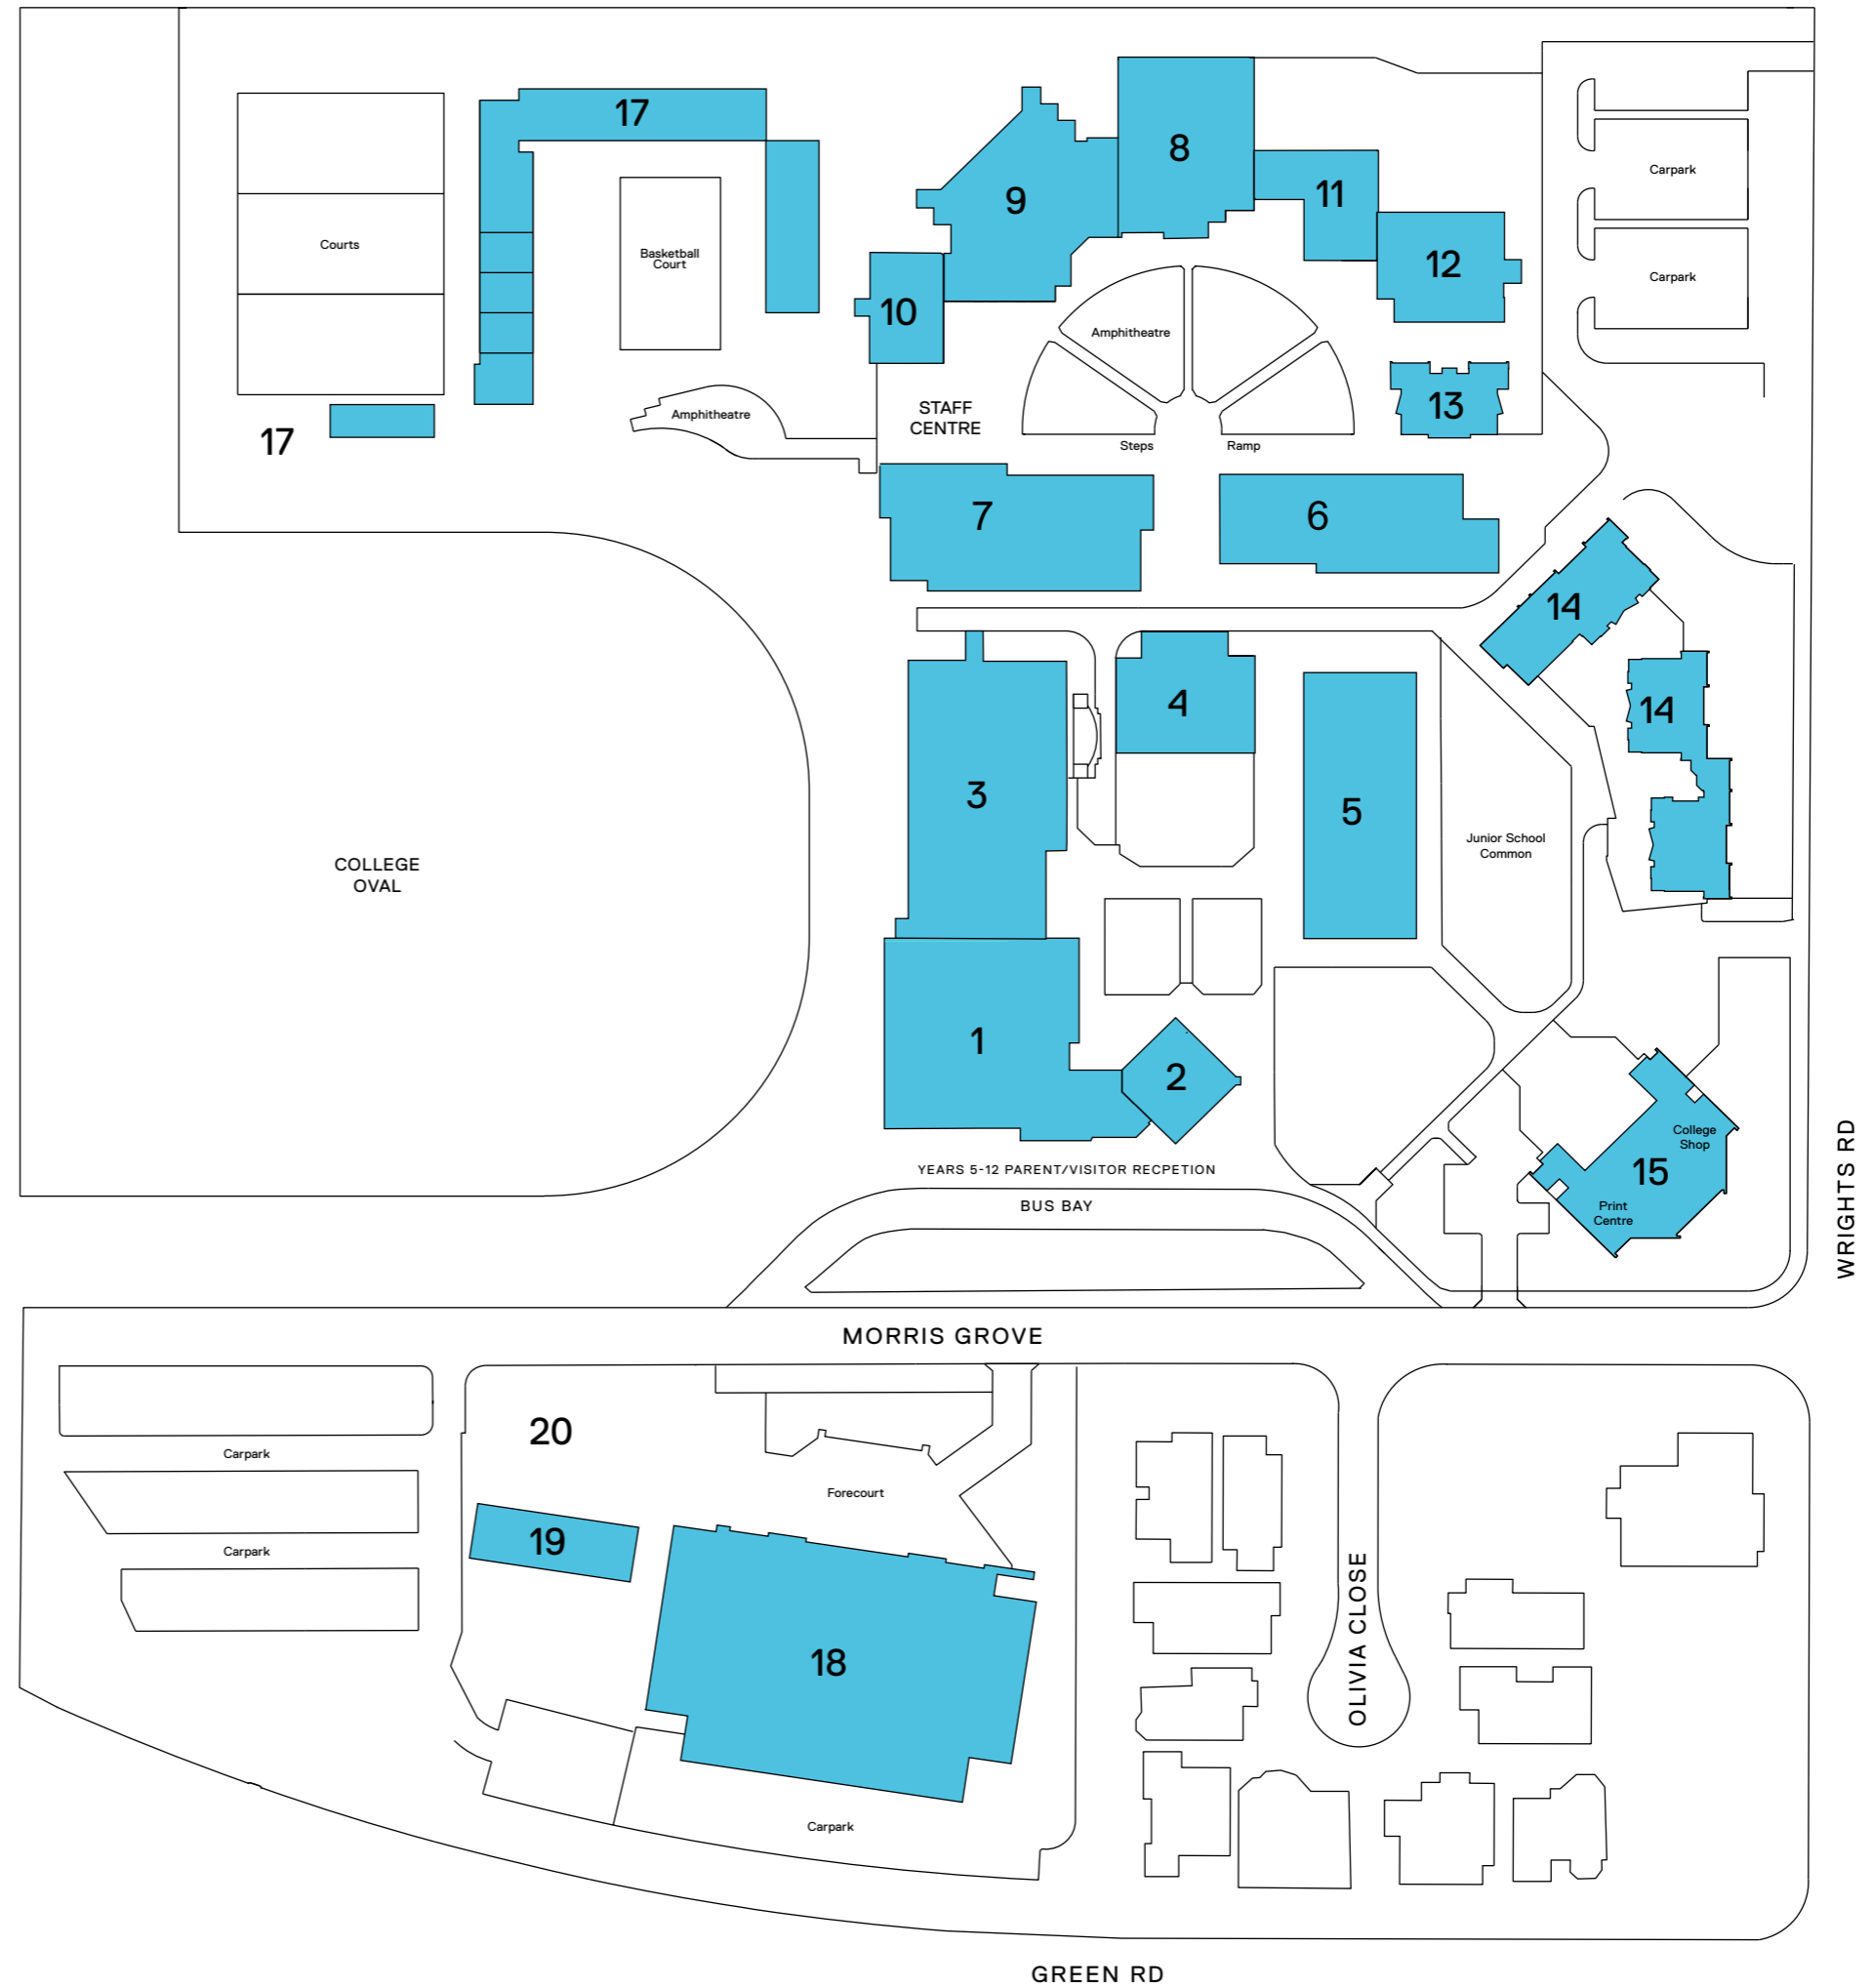 17
8
9
11
Carpark
Courts
Basketball
Court
12
Carpark
10
Amphitheatre
13
Amphitheatre
STAFF
CENTRE
17
Steps
Ramp
7
6
14
4
14
3
5
Junior School
Common
COLLEGE
OVAL
1
2
College
Shop
15
Print
Centre
WRIGHTS RD
YEARS 5-12 PARENT/VISITOR RECPETION
BUS BAY
MORRIS GROVE
20
Carpark
Forecourt
19
Carpark
18
OLIVIA CLOSE
Carpark
GREEN RD